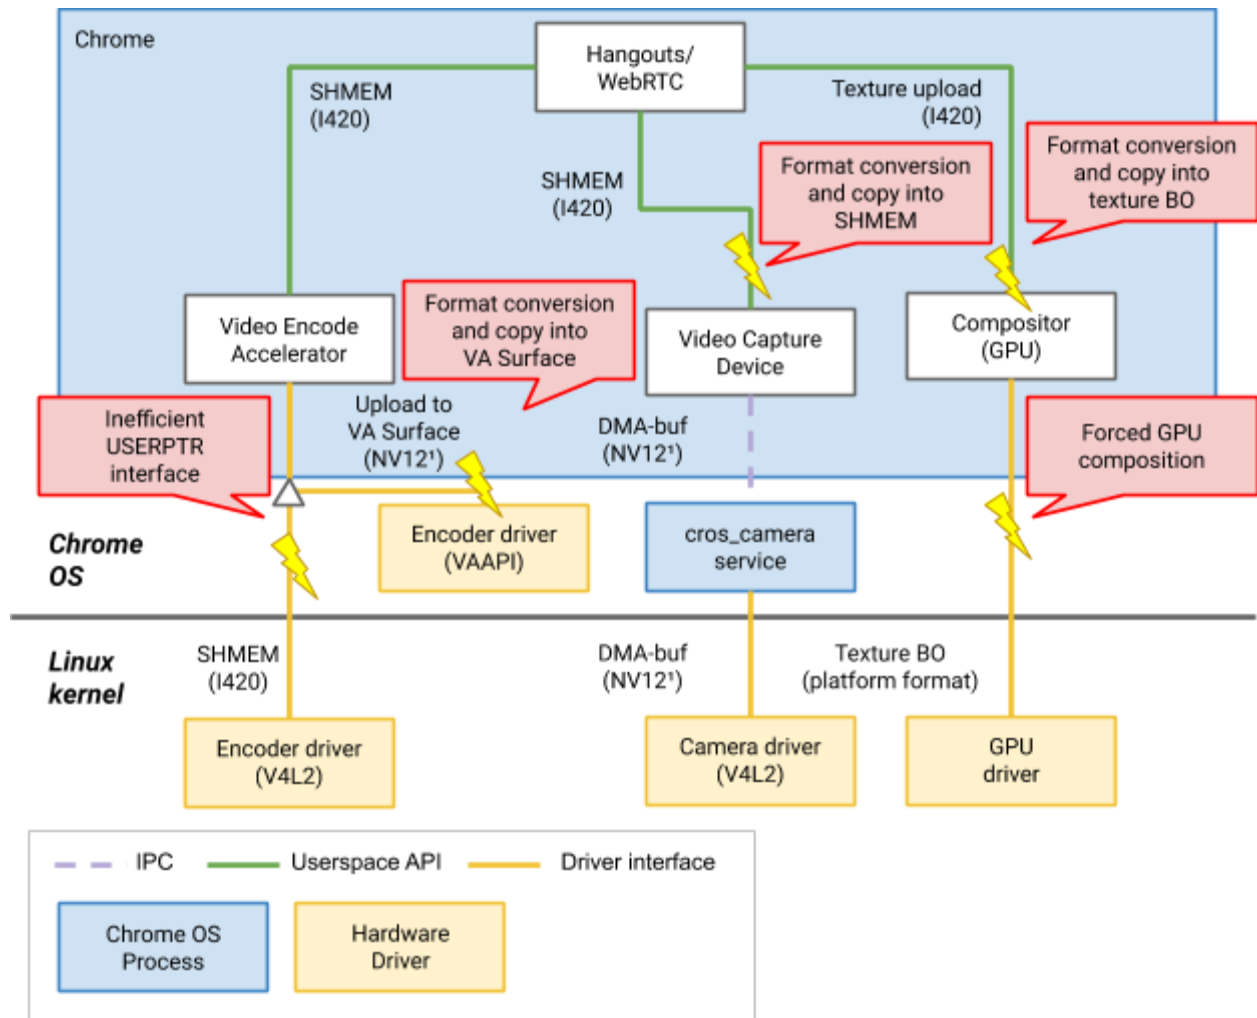 Chrome
Hangouts/
WebRTC
SHMEM
(I420)
Texture upload
(I420)
SHMEM
(I420)
Format conversion
and copy into
SHMEM
Format conversion
and copy into
texture BO
Video Encode
Accelerator
Format conversion
and copy into
VA Surface
Video Capture
Device
Compositor
(GPU)
Inefficient
USERPTR
interface
Upload to
VA Surface
(NV12¹)
DMA-buf
(NV12¹)
Forced GPU
composition
Chrome
OS
Encoder driver
(VAAPI)
cros_camera
service
Linux
kernel
SHMEM
(I420)
DMA-buf
(NV12¹)
Texture BO
(platform format)
Encoder driver
(V4L2)
Camera driver
(V4L2)
GPU
driver
IPC
Userspace API
Driver interface
Chrome OS
Process
Hardware
Driver